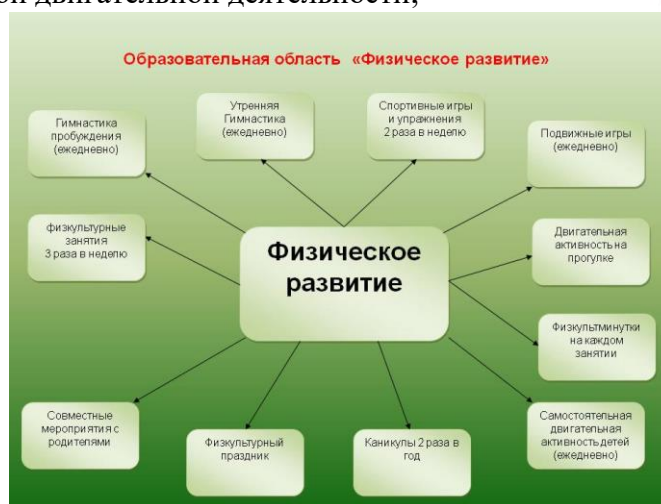 двигательной деятельности,
Образовательная область «Физическое развитие»
Гимнастика
пробуждения
(ежедневно)
Утренняя
Гимнастика
(ежедневно)
Спортивные игры
и упражнения
2 раза в неделю
Подвижные игры
(ежедневно)
физкультурные
занятия
3 раза в неделю
Физическое
развитие
Двигательная
активность на
прогулке
Физкультминутки
на каждом
занятии
Совместные
мероприятия с
родителями
Физкультурный
праздник
Каникулы 2 раза в
год
Самостоятельная
двигательная
активность детей
(ежедневно)